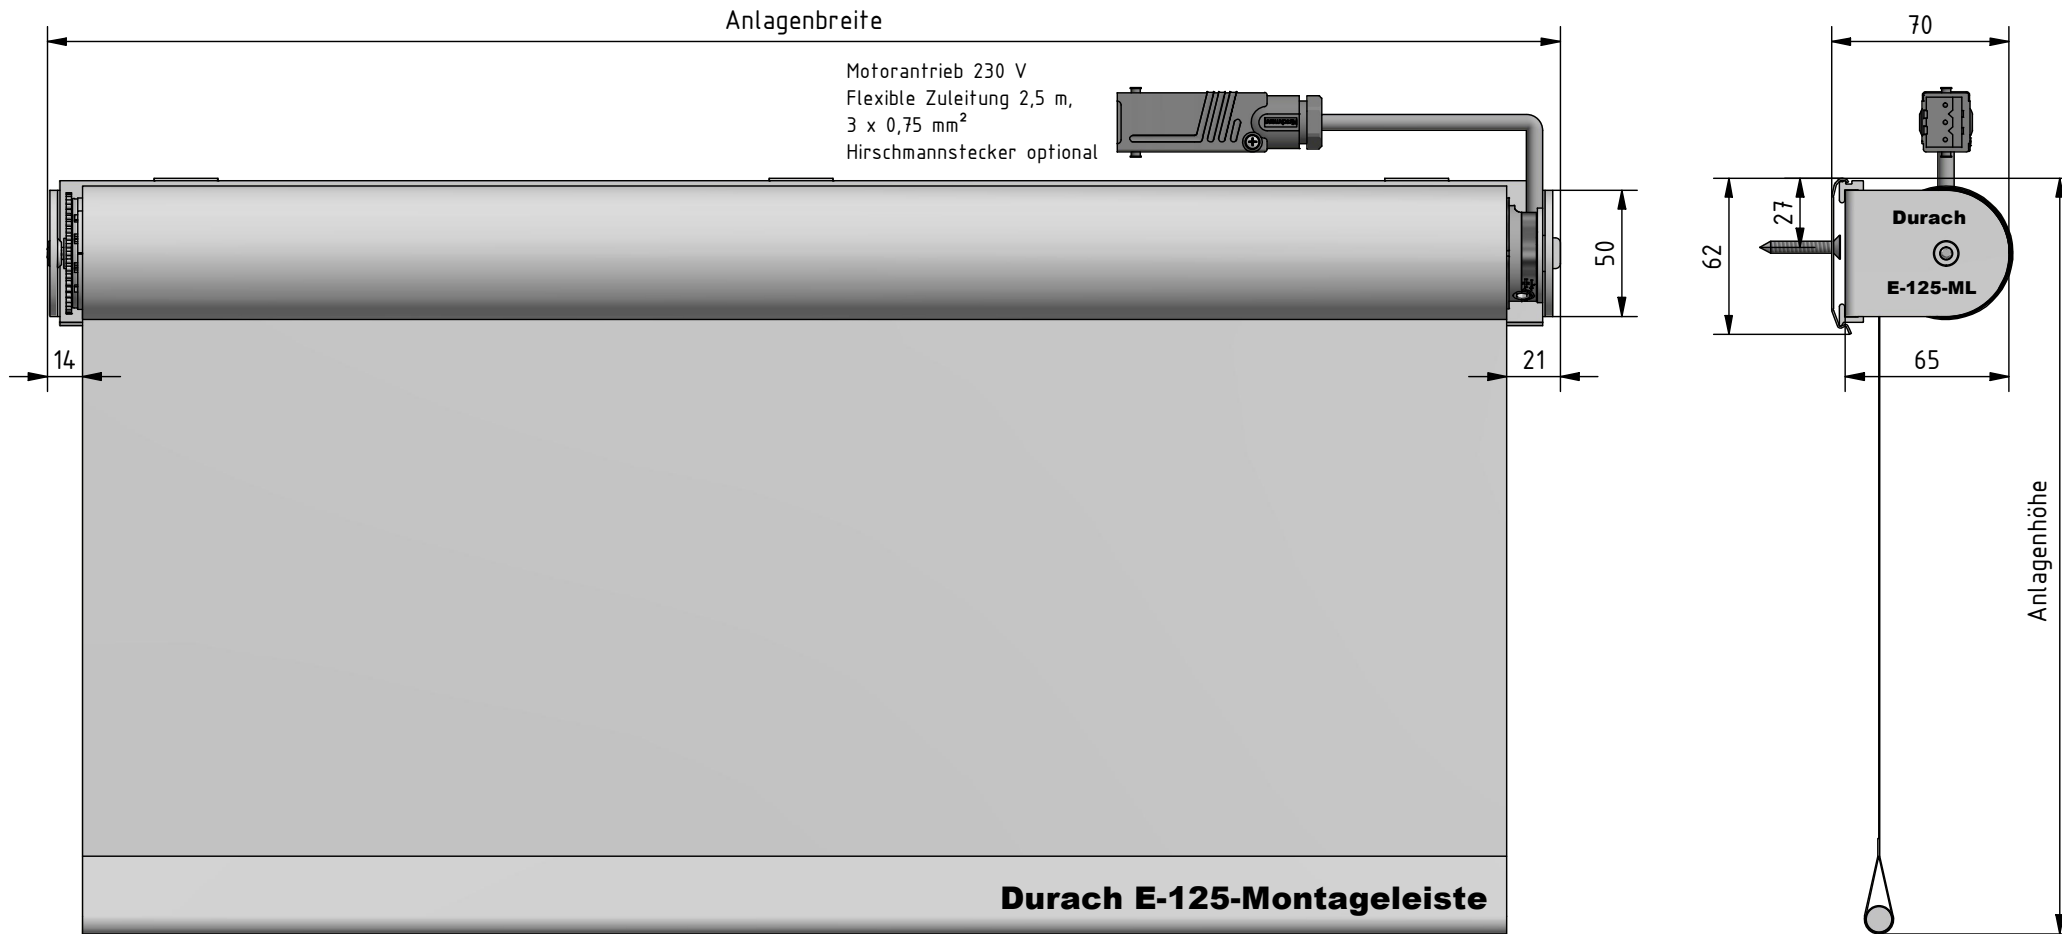 Anlagenbreite
70
Motorantrieb 230 V
Flexible Zuleitung 2,5 m,
3 x 0,75 mm²
Hirschmannstecker optional
50
62
27
Durach
E-125-ML
14
21
65
Anlagenhöhe
Durach E-125-Montageleiste